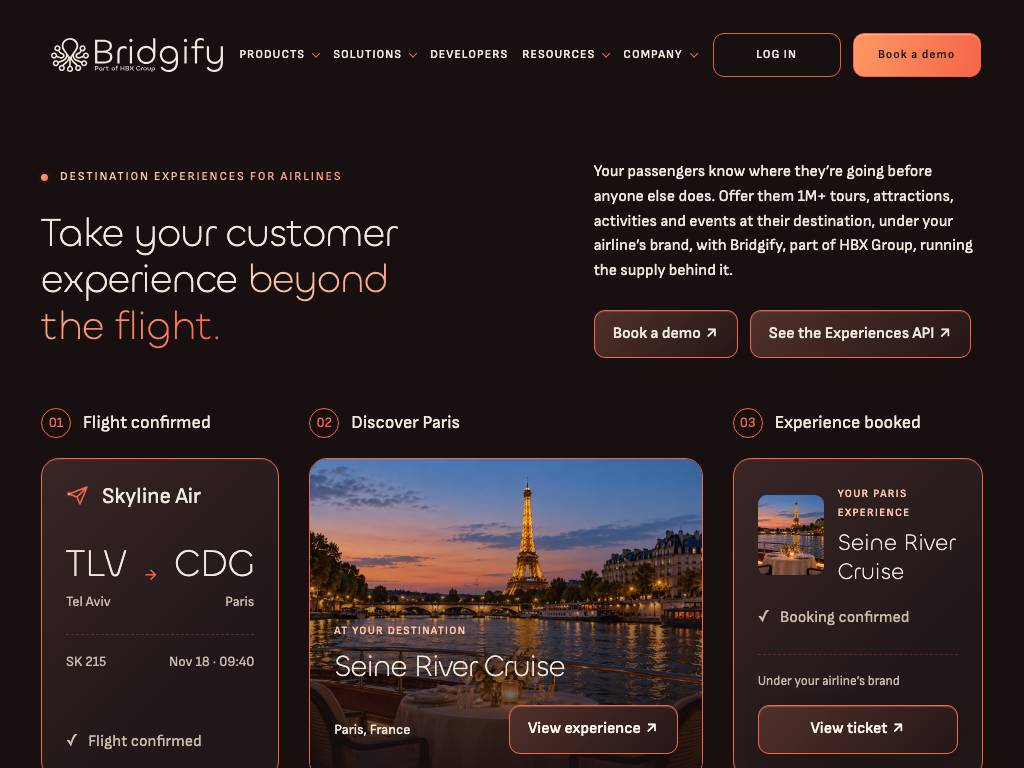 Bridgify
Part of HBX Group
PRODUCTS
SOLUTIONS
DEVELOPERS
RESOURCES
COMPANY
LOG IN
Book a demo
DESTINATION EXPERIENCES FOR AIRLINES
Take your customer
experience beyond
the flight.
Your passengers know where they’re going before
anyone else does. Offer them 1M+ tours, attractions,
activities and events at their destination, under your
airline’s brand, with Bridgify, part of HBX Group, running
the supply behind it.
Book a demo ↗
See the Experiences API ↗
01 Flight confirmed
Skyline Air
TLV → CDG
Tel Aviv Paris
SK 215 Nov 18 · 09:40
✓ Flight confirmed
02 Discover Paris
AT YOUR DESTINATION
Seine River Cruise
Paris, France
View experience ↗
03 Experience booked
YOUR PARIS
EXPERIENCE
Seine River
Cruise
✓ Booking confirmed
Under your airline’s brand
View ticket ↗